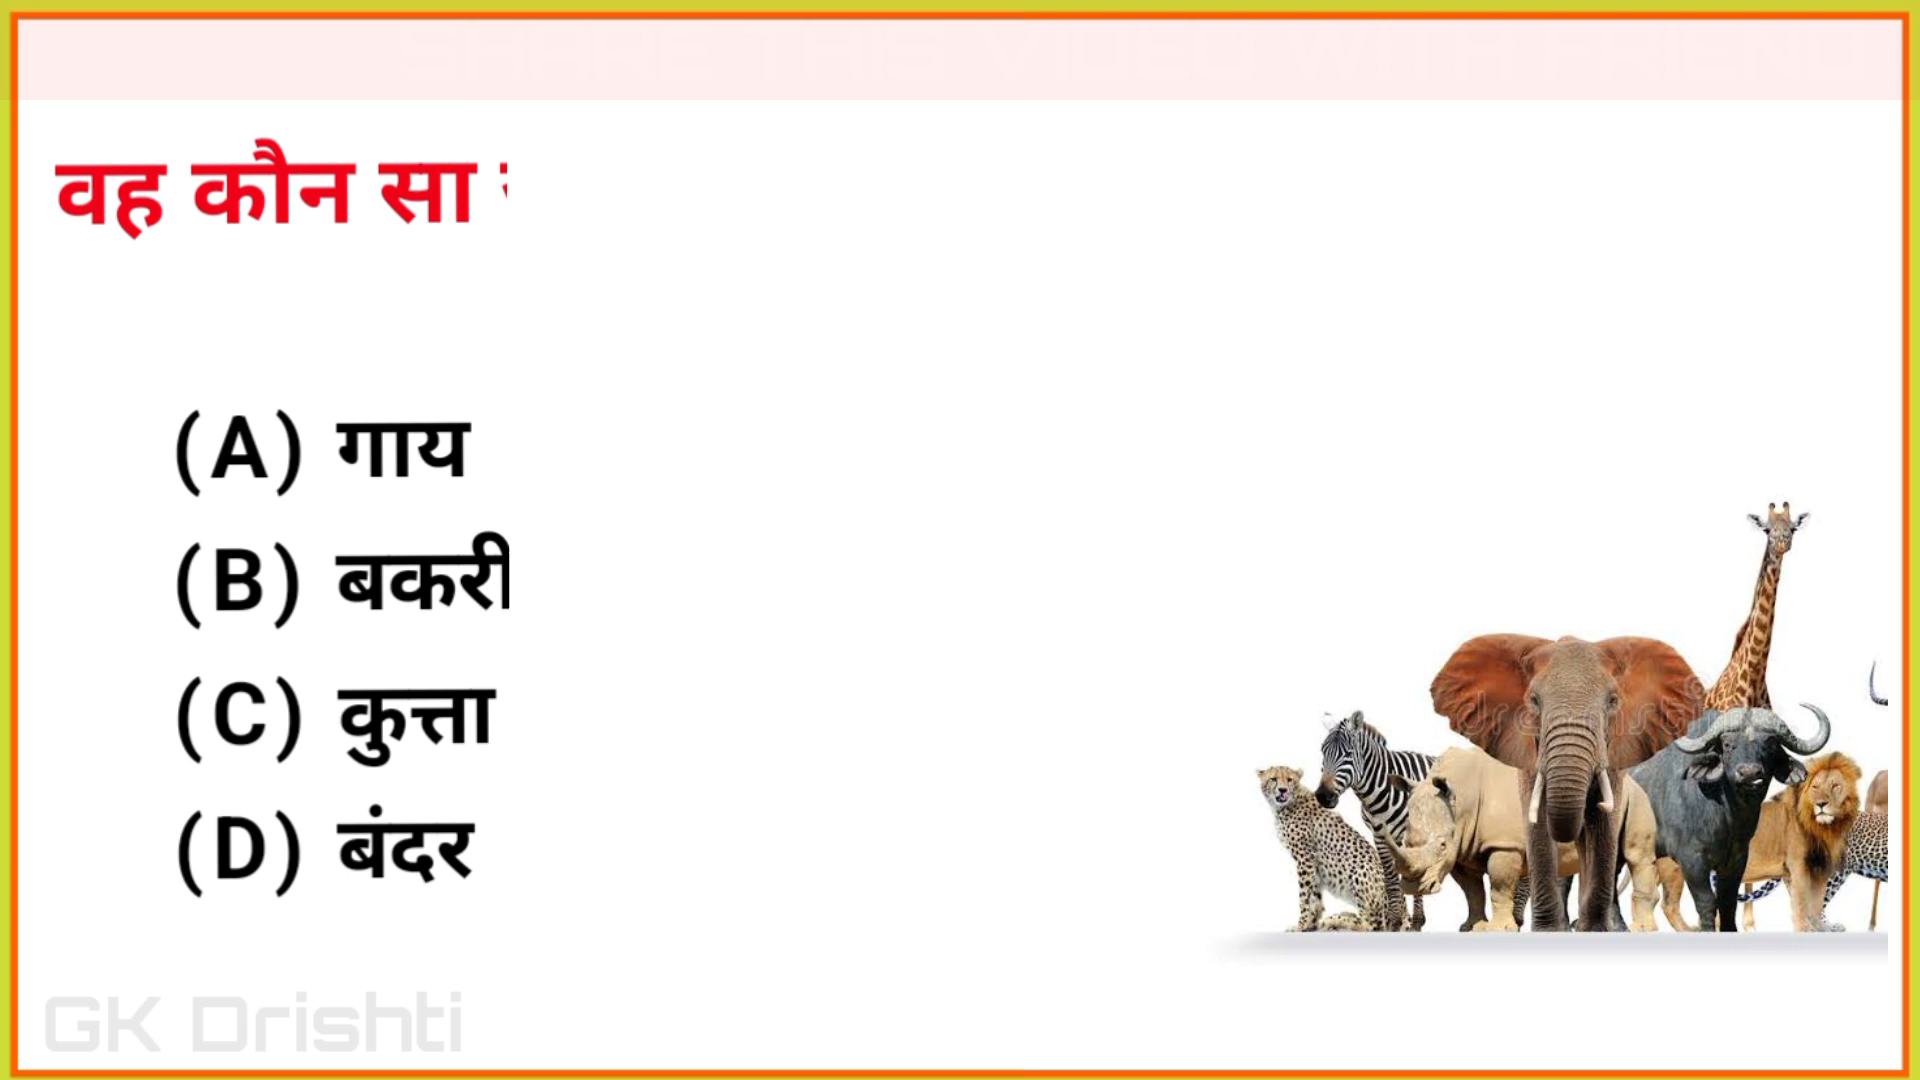 वह कौन सा
(A) गाय
(B) बकरी
(C) कुत्ता
(D) बंदर
GK Drishti